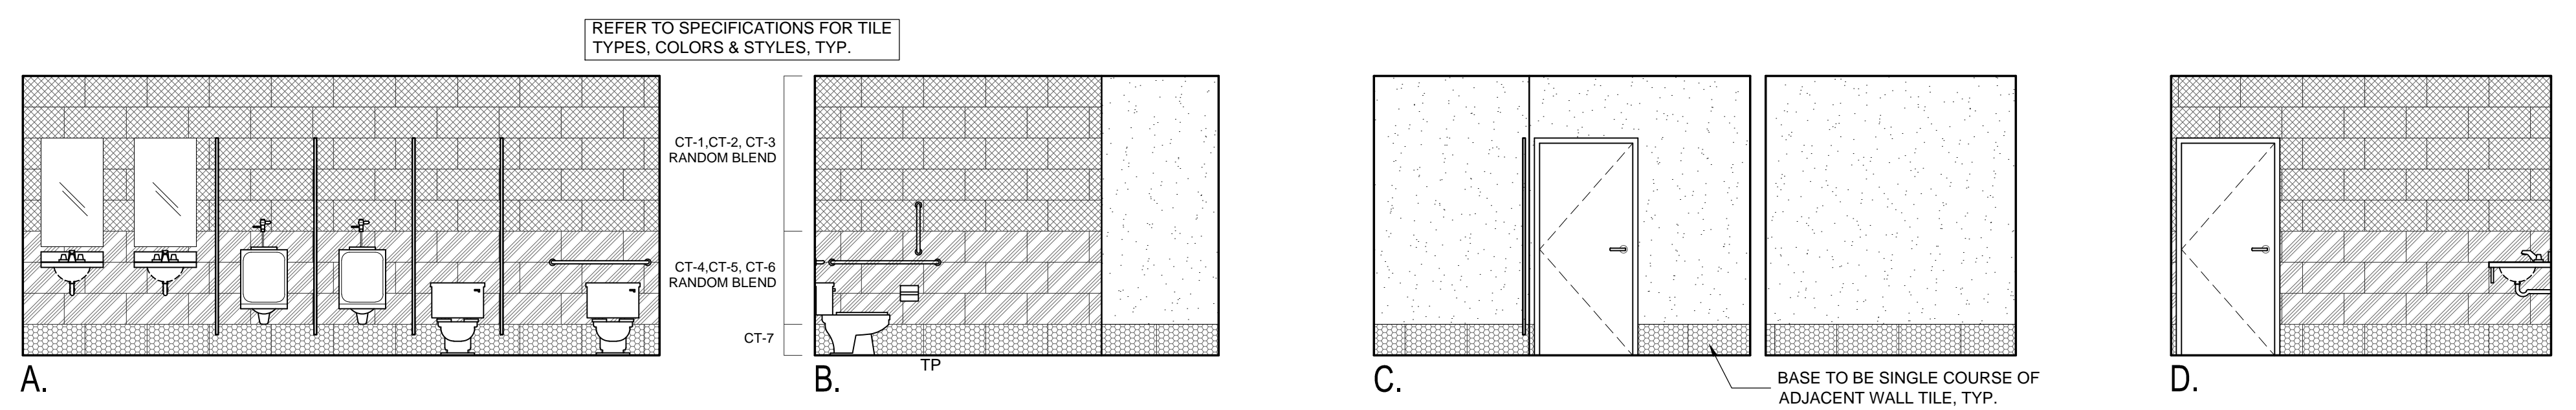 REFER TO SPECIFICATIONS FOR TILE
TYPES, COLORS & STYLES, TYP.
CT-1,CT-2, CT-3
RANDOM BLEND
CT-4,CT-5, CT-6
RANDOM BLEND
CT-7
TP
A.
B.
C.
D.
BASE TO BE SINGLE COURSE OF
ADJACENT WALL TILE, TYP.